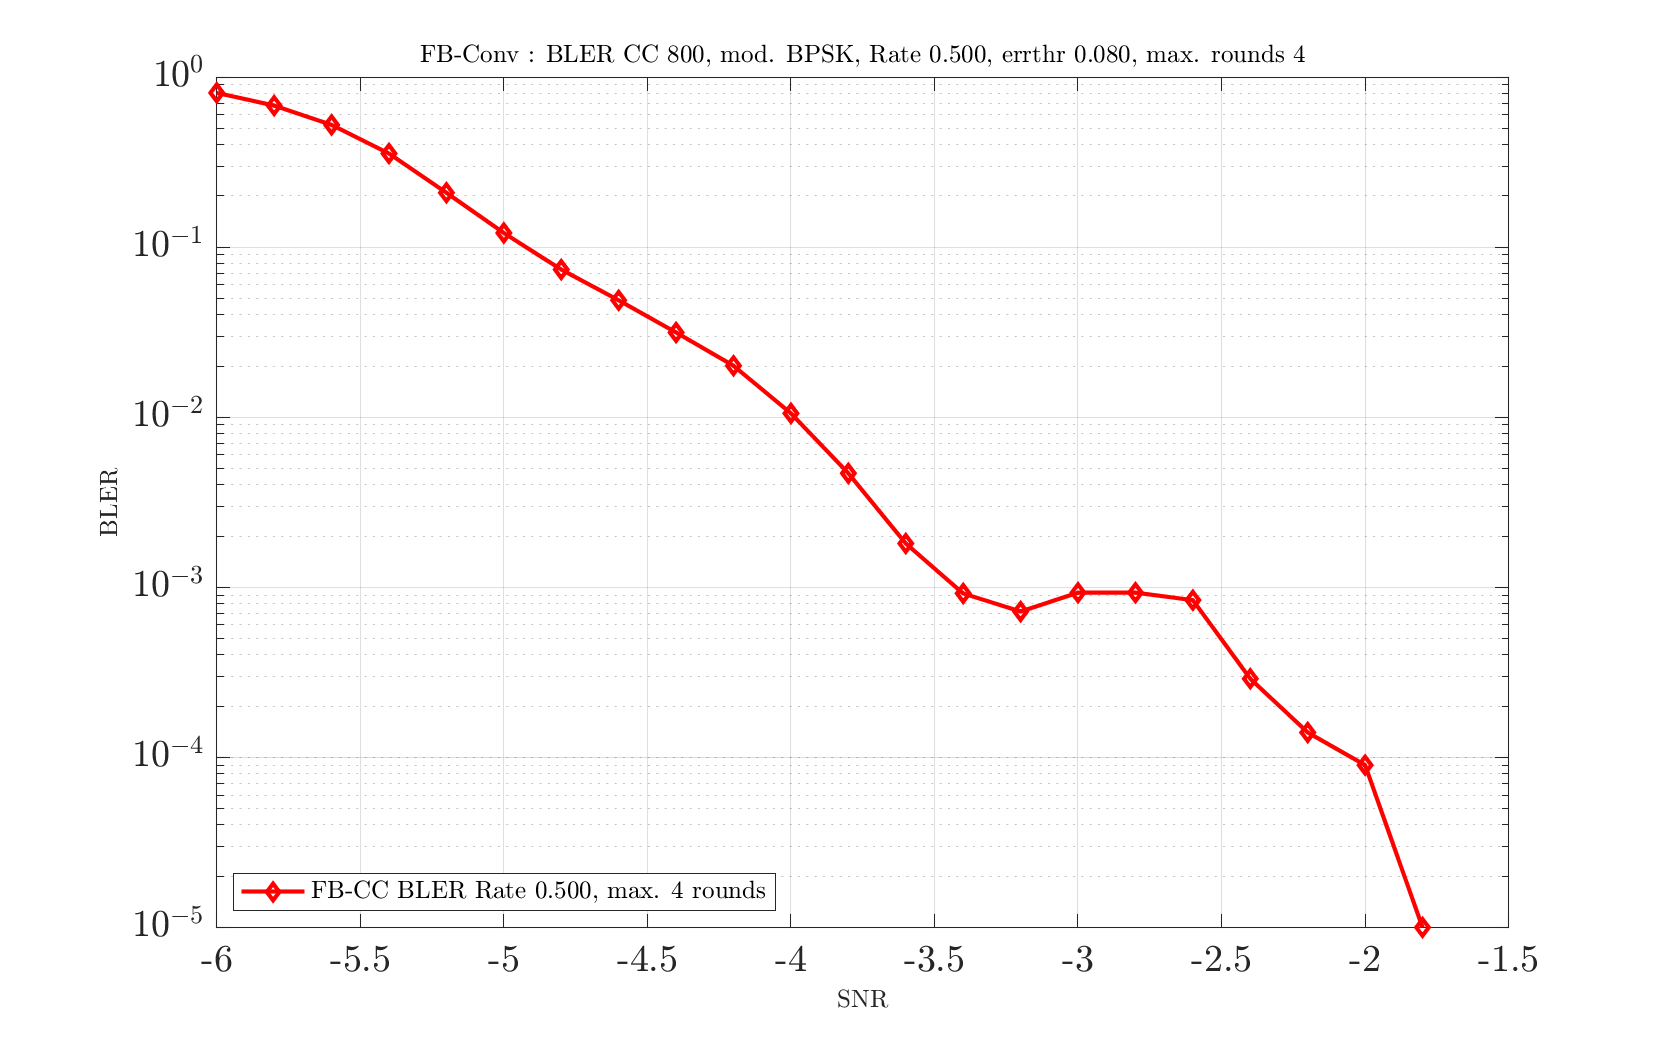 FB-Conv : BLER CC 800, mod. BPSK, Rate 0.500, errthr 0.080, max. rounds 4
10^0
10^{-1}
10^{-2}
10^{-3}
10^{-4}
10^{-5}
BLER
FB-CC BLER Rate 0.500, max. 4 rounds
-6 -5.5 -5 -4.5 -4 -3.5 -3 -2.5 -2 -1.5
SNR